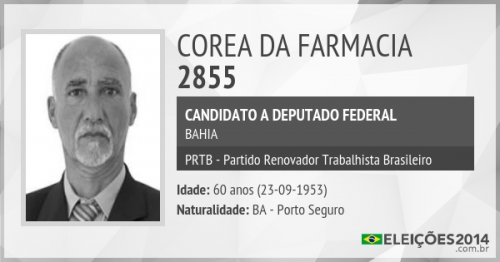 COREA DA FARMACIA
2855
CANDIDATO A DEPUTADO FEDERAL
BAHIA
PRTB - Partido Renovador Trabalhista Brasileiro
Idade: 60 anos (23-09-1953)
Naturalidade: BA - Porto Seguro
ELEIÇÕES2014
.com.br